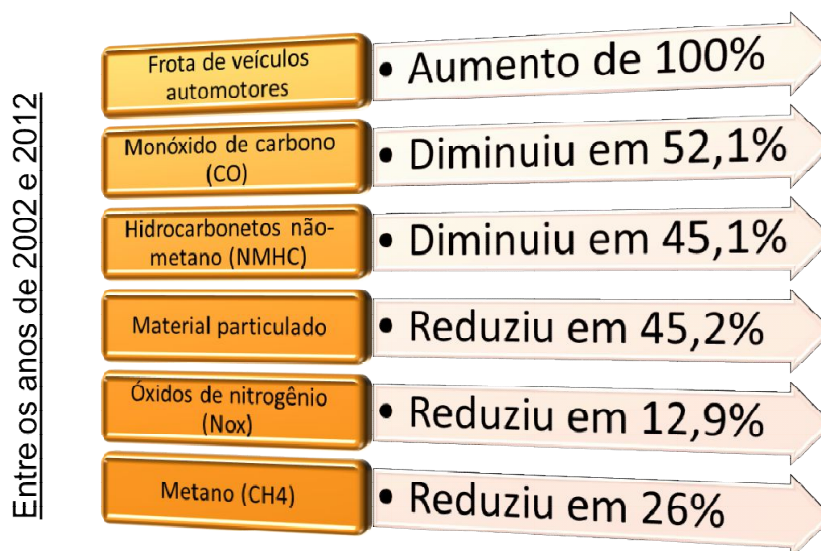 Entre os anos de 2002 e 2012
Frota de veículos
automotores
• Aumento de 100%
Monóxido de carbono
(CO)
• Diminuiu em 52,1%
Hidrocarbonetos não-
metano (NMHC)
• Diminuiu em 45,1%
Material particulado
• Reduziu em 45,2%
Óxidos de nitrogênio
(Nox)
• Reduziu em 12,9%
Metano (CH4)
• Reduziu em 26%